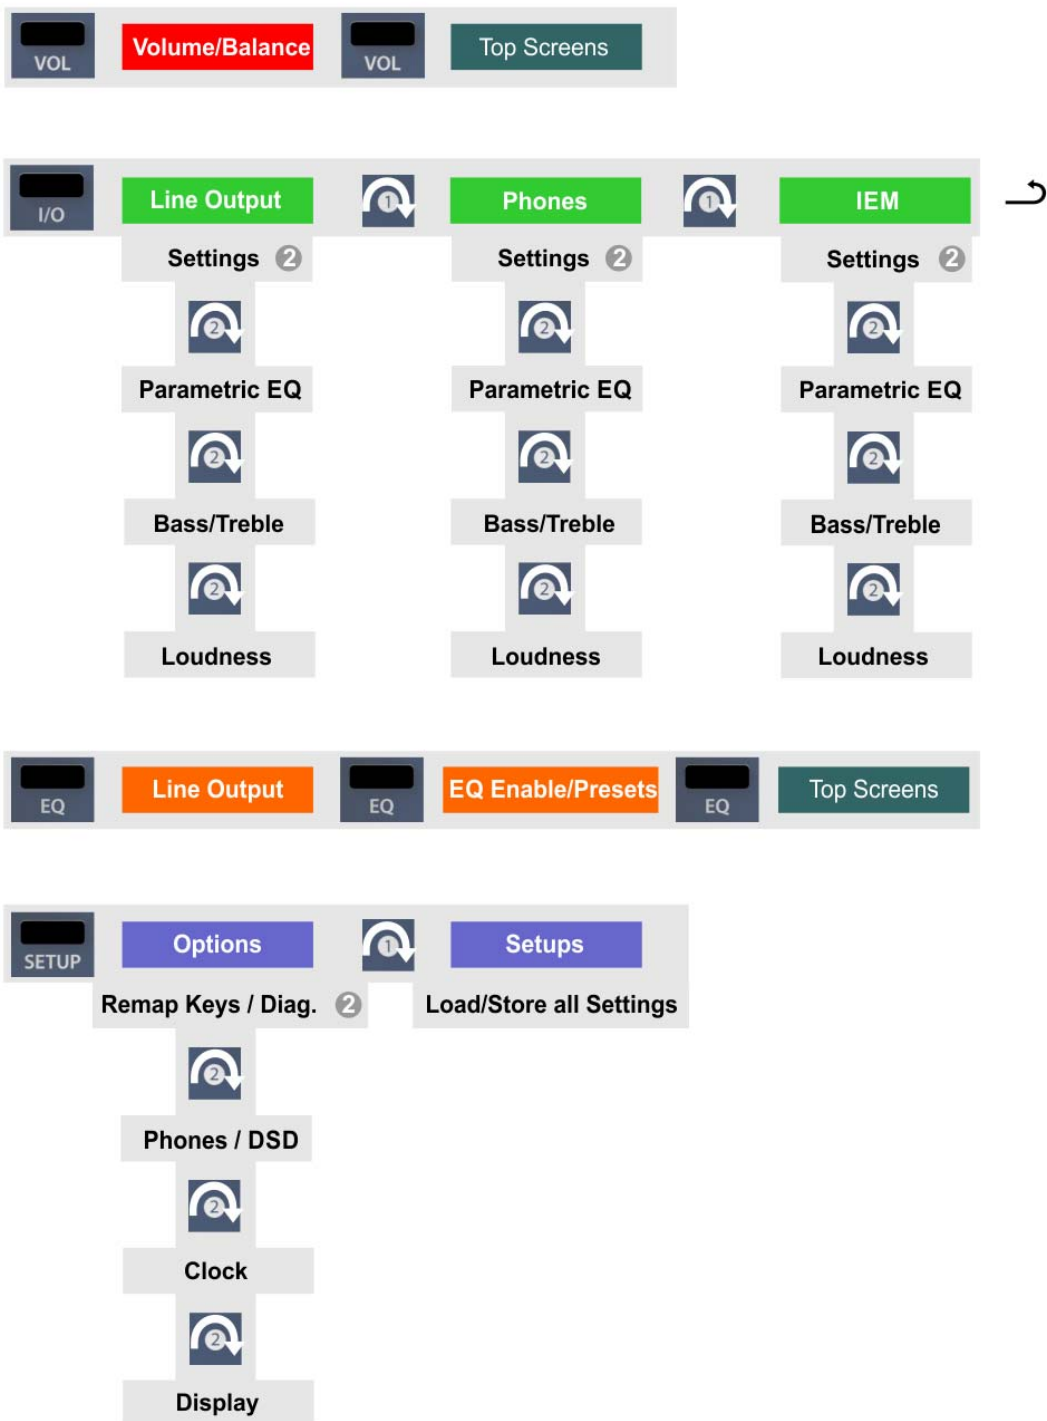 VOL Volume/Balance VOL Top Screens
I/O Line Output 1 Phones 1 IEM
Settings 2 Settings 2 Settings 2
2 2 2
Parametric EQ Parametric EQ Parametric EQ
2 2 2
Bass/Treble Bass/Treble Bass/Treble
2 2 2
Loudness Loudness Loudness
EQ Line Output EQ EQ Enable/Presets EQ Top Screens
SETUP Options 1 Setups
Remap Keys / Diag. 2 Load/Store all Settings
2
Phones / DSD
2
Clock
2
Display